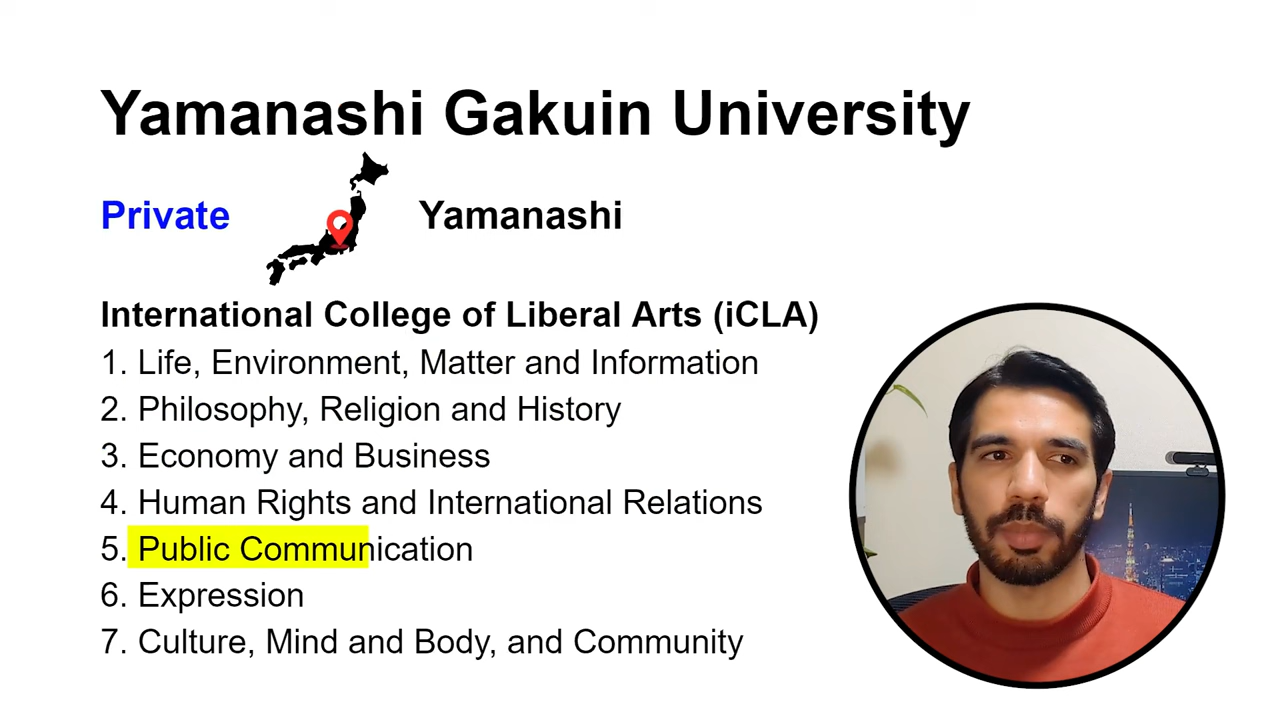 Yamanashi Gakuin University
Private Yamanashi
International College of Liberal Arts (iCLA)
1. Life, Environment, Matter and Information
2. Philosophy, Religion and History
3. Economy and Business
4. Human Rights and International Relations
5. Public Communication
6. Expression
7. Culture, Mind and Body, and Community